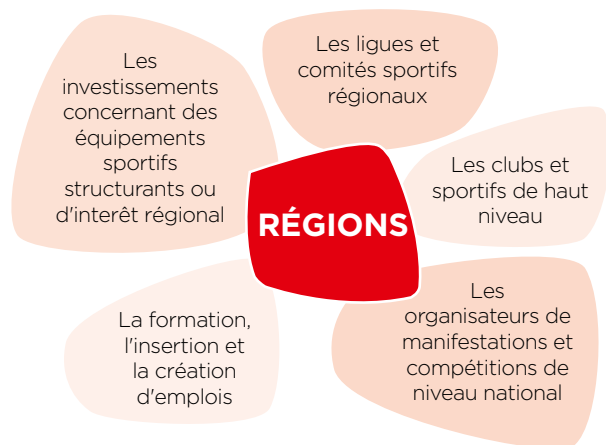 Les
investissements
concernant des
équipements
sportifs
structurants ou
d'interêt régional
Les ligues et
comités sportifs
régionaux
RÉGIONS
Les clubs et
sportifs de haut
niveau
La formation,
l'insertion et
la création
d'emplois
Les
organisateurs de
manifestations et
compétitions de
niveau national